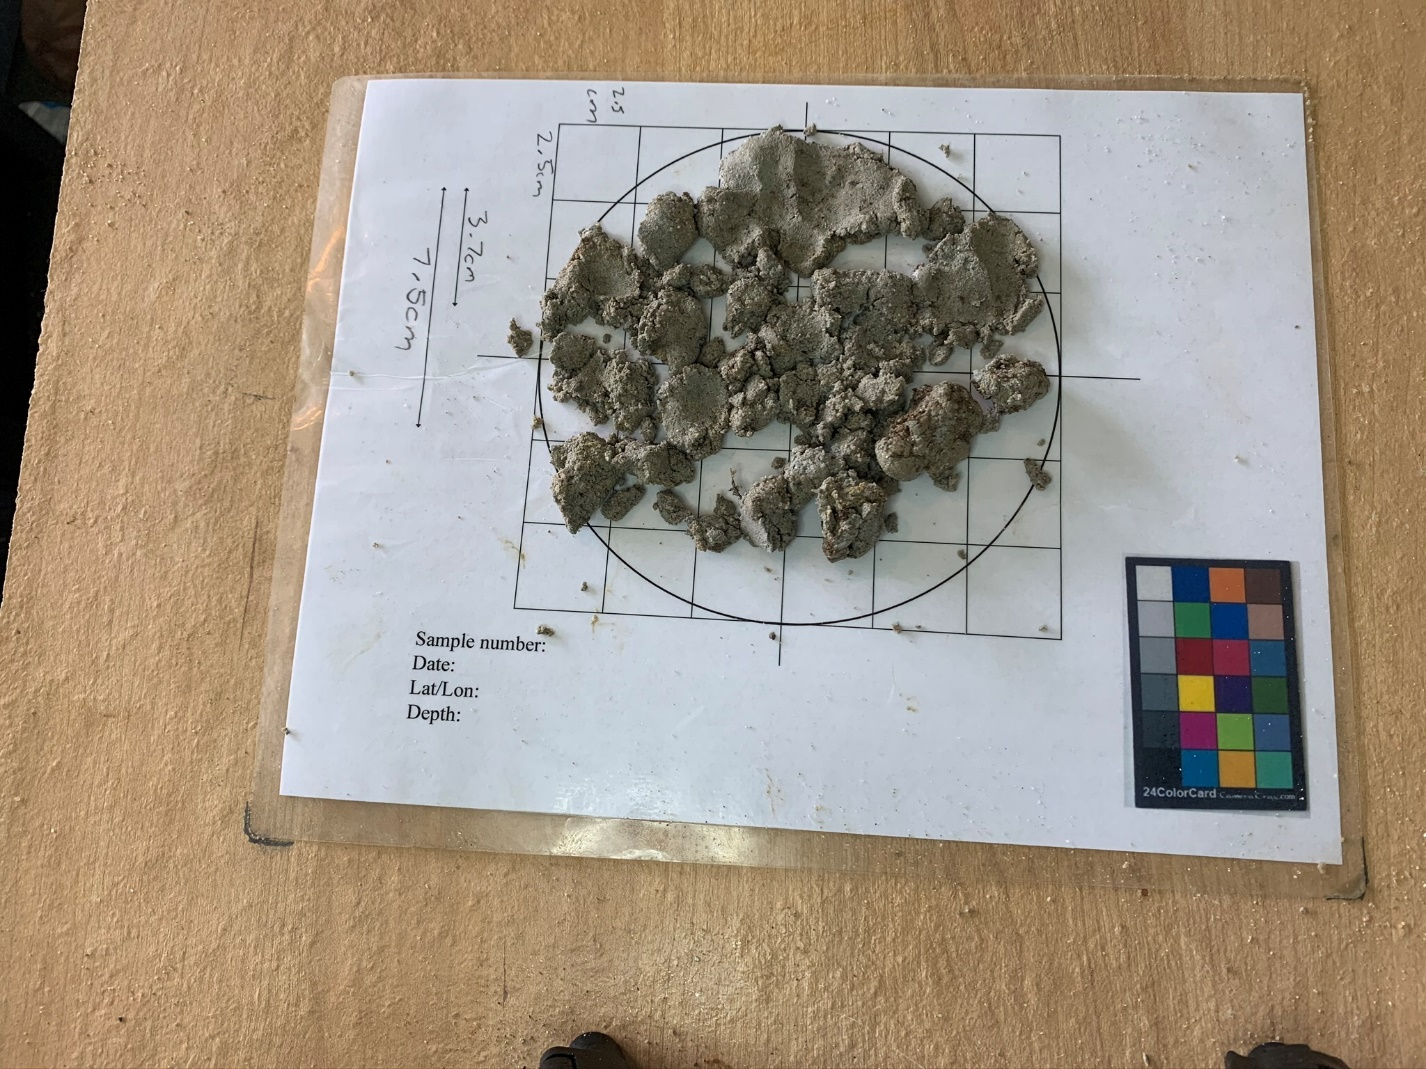 2.5
cm
2.5cm
3.7cm
7.5cm
Sample number:
Date:
Lat/Lon:
Depth:
24ColorCard